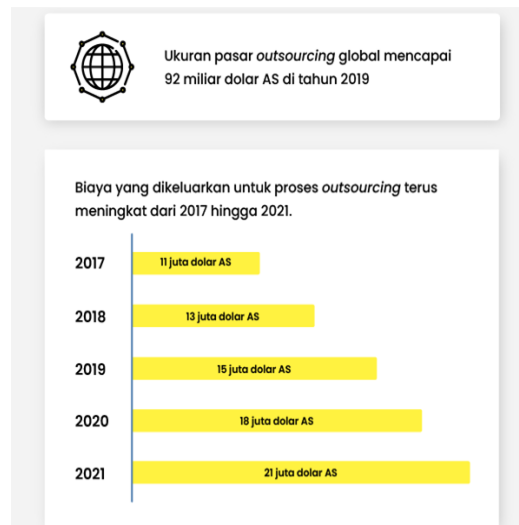 Ukuran pasar outsourcing global mencapai
92 miliar dolar AS di tahun 2019
Biaya yang dikeluarkan untuk proses outsourcing terus
meningkat dari 2017 hingga 2021.
2017 11 juta dolar AS
2018 13 juta dolar AS
2019 15 juta dolar AS
2020 18 juta dolar AS
2021 21 juta dolar AS